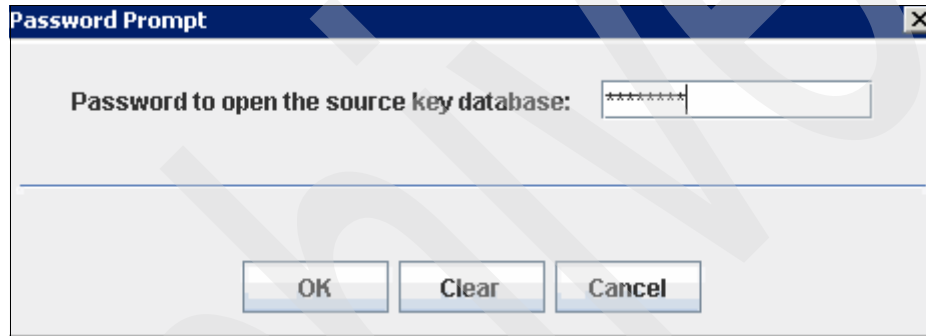 Password Prompt
Password to open the source key database: ********
OK Clear Cancel